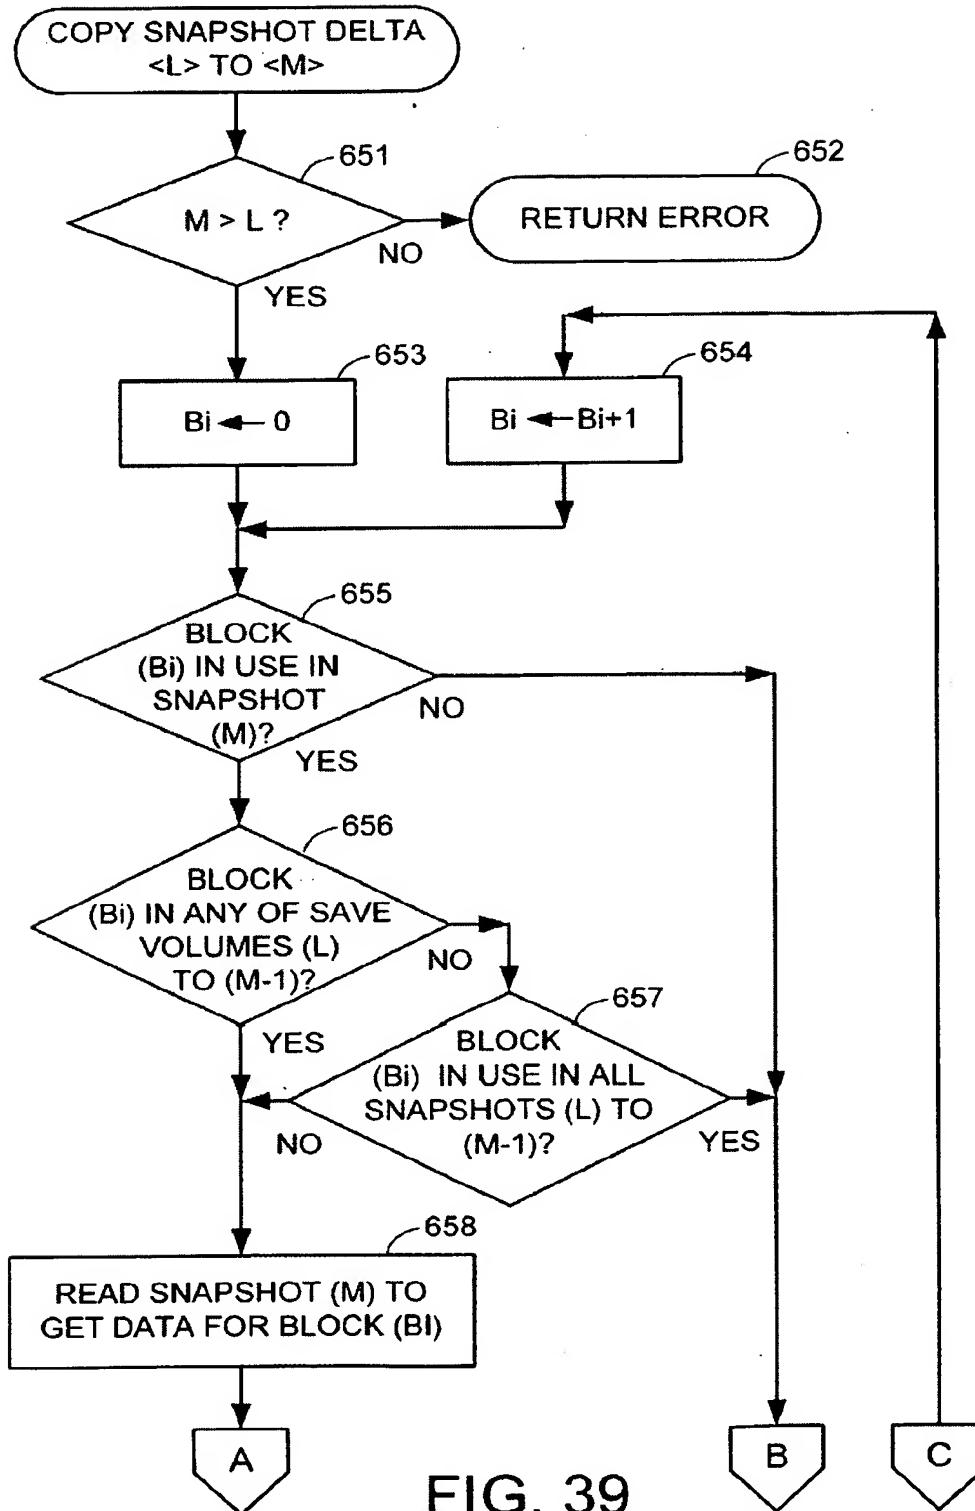 COPY SNAPSHOT DELTA
<L> TO <M>
651
M > L ?
NO
YES
652
RETURN ERROR
653
Bi ← 0
654
Bi ← Bi+1
655
BLOCK
(Bi) IN USE IN
SNAPSHOT
(M)?
NO
YES
656
BLOCK
(Bi) IN ANY OF SAVE
VOLUMES (L)
TO (M-1)?
NO
YES
657
BLOCK
(Bi) IN USE IN ALL
SNAPSHOTS (L) TO
(M-1)?
NO
YES
658
READ SNAPSHOT (M) TO
GET DATA FOR BLOCK (BI)
A
B
C
FIG. 39